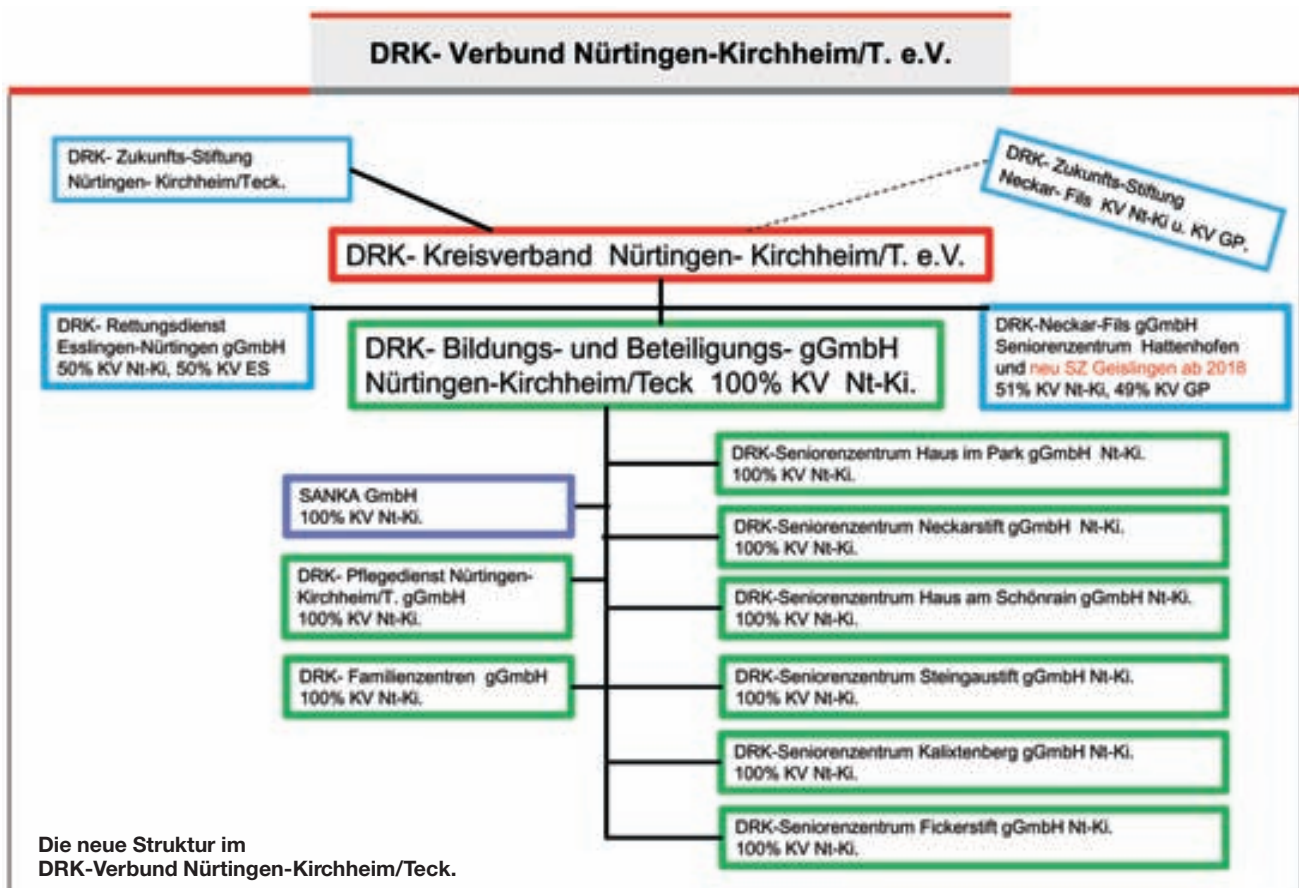 DRK- Verbund Nürtingen-Kirchheim/T. e.V.
DRK- Zukunfts-Stiftung
Nürtingen- Kirchheim/Teck.
DRK- Zukunfts-Stiftung
Neckar- Fils KV Nt-Ki u. KV GP.
DRK- Kreisverband Nürtingen- Kirchheim/T. e.V.
DRK- Rettungsdienst
Esslingen-Nürtingen gGmbH
50% KV Nt-Ki, 50% KV ES
DRK- Bildungs- und Beteiligungs- gGmbH
Nürtingen-Kirchheim/Teck 100% KV Nt-Ki.
DRK-Neckar-Fils gGmbH
Seniorenzentrum Hattenhofen
und neu SZ Geislingen ab 2018
51% KV Nt-Ki, 49% KV GP
SANKA GmbH
100% KV Nt-Ki.
DRK- Pflegedienst Nürtingen-
Kirchheim/T. gGmbH
100% KV Nt-Ki.
DRK- Familienzentren gGmbH
100% KV Nt-Ki.
DRK-Seniorenzentrum Haus im Park gGmbH Nt-Ki.
100% KV Nt-Ki.
DRK-Seniorenzentrum Neckarstift gGmbH Nt-Ki.
100% KV Nt-Ki.
DRK-Seniorenzentrum Haus am Schönrain gGmbH Nt-Ki.
100% KV Nt-Ki.
DRK-Seniorenzentrum Steingaustift gGmbH Nt-Ki.
100% KV Nt-Ki.
DRK-Seniorenzentrum Kalixtenberg gGmbH Nt-Ki.
100% KV Nt-Ki.
DRK-Seniorenzentrum Fickerstift gGmbH Nt-Ki.
100% KV Nt-Ki.
Die neue Struktur im
DRK-Verbund Nürtingen-Kirchheim/Teck.